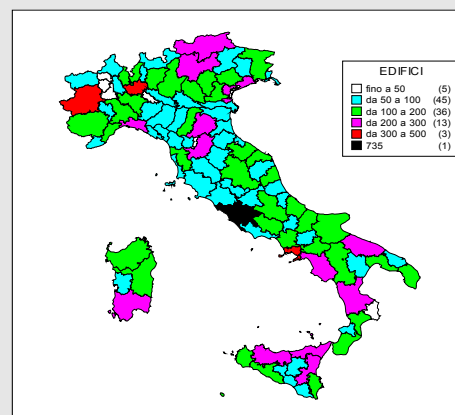 EDIFICI
fino a 50 (5)
da 50 a 100 (45)
da 100 a 200 (36)
da 200 a 300 (13)
da 300 a 500 (3)
735 (1)